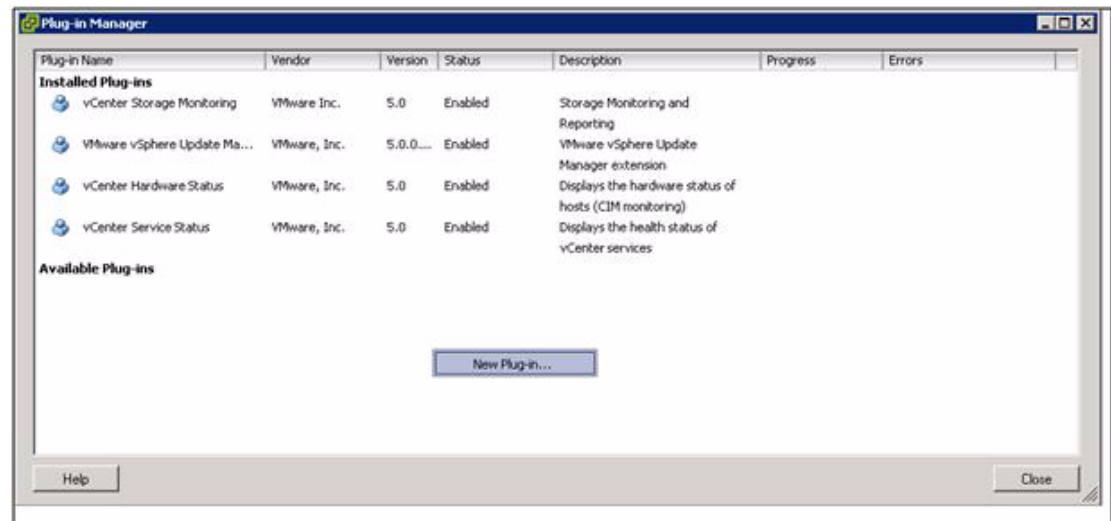 Plug-in Manager
Plug-in Name Vendor Version Status Description Progress Errors
Installed Plug-ins
vCenter Storage Monitoring VMware Inc. 5.0 Enabled Storage Monitoring and
Reporting
VMware vSphere Update Ma... VMware, Inc. 5.0.0.... Enabled VMware vSphere Update
Manager extension
vCenter Hardware Status VMware, Inc. 5.0 Enabled Displays the hardware status of
hosts (CIM monitoring)
vCenter Service Status VMware, Inc. 5.0 Enabled Displays the health status of
vCenter services
Available Plug-ins
New Plug-in...
Help Close